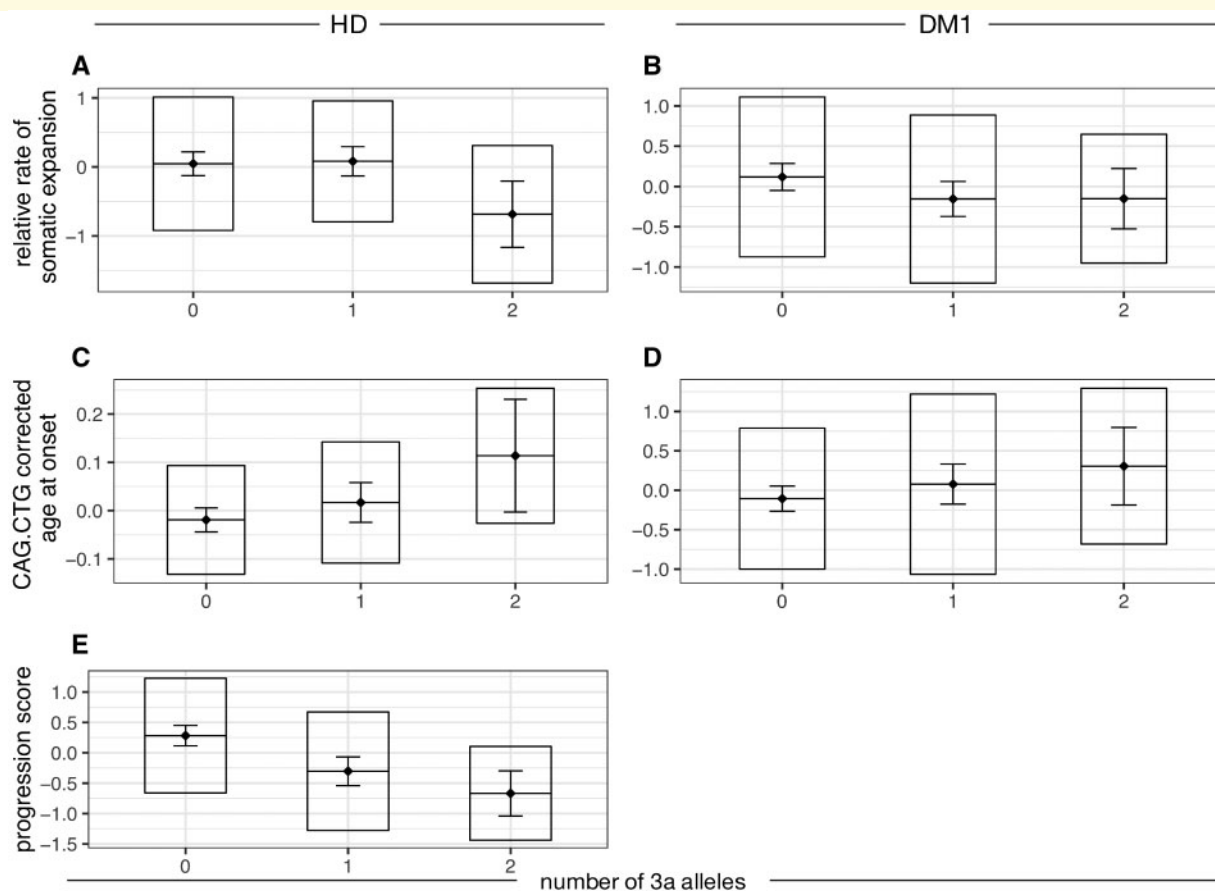 HD
DM1
A
B
relative rate of
somatic expansion
1
0
−1
0 1 2
1.0
0.5
0.0
−0.5
−1.0
0 1 2
C
D
CAG.CTG corrected
age at onset
0.2
0.1
0.0
−0.1
0 1 2
1.0
0.5
0.0
−0.5
−1.0
0 1 2
E
progression score
1.0
0.5
0.0
−0.5
−1.0
−1.5
0 1 2
number of 3a alleles